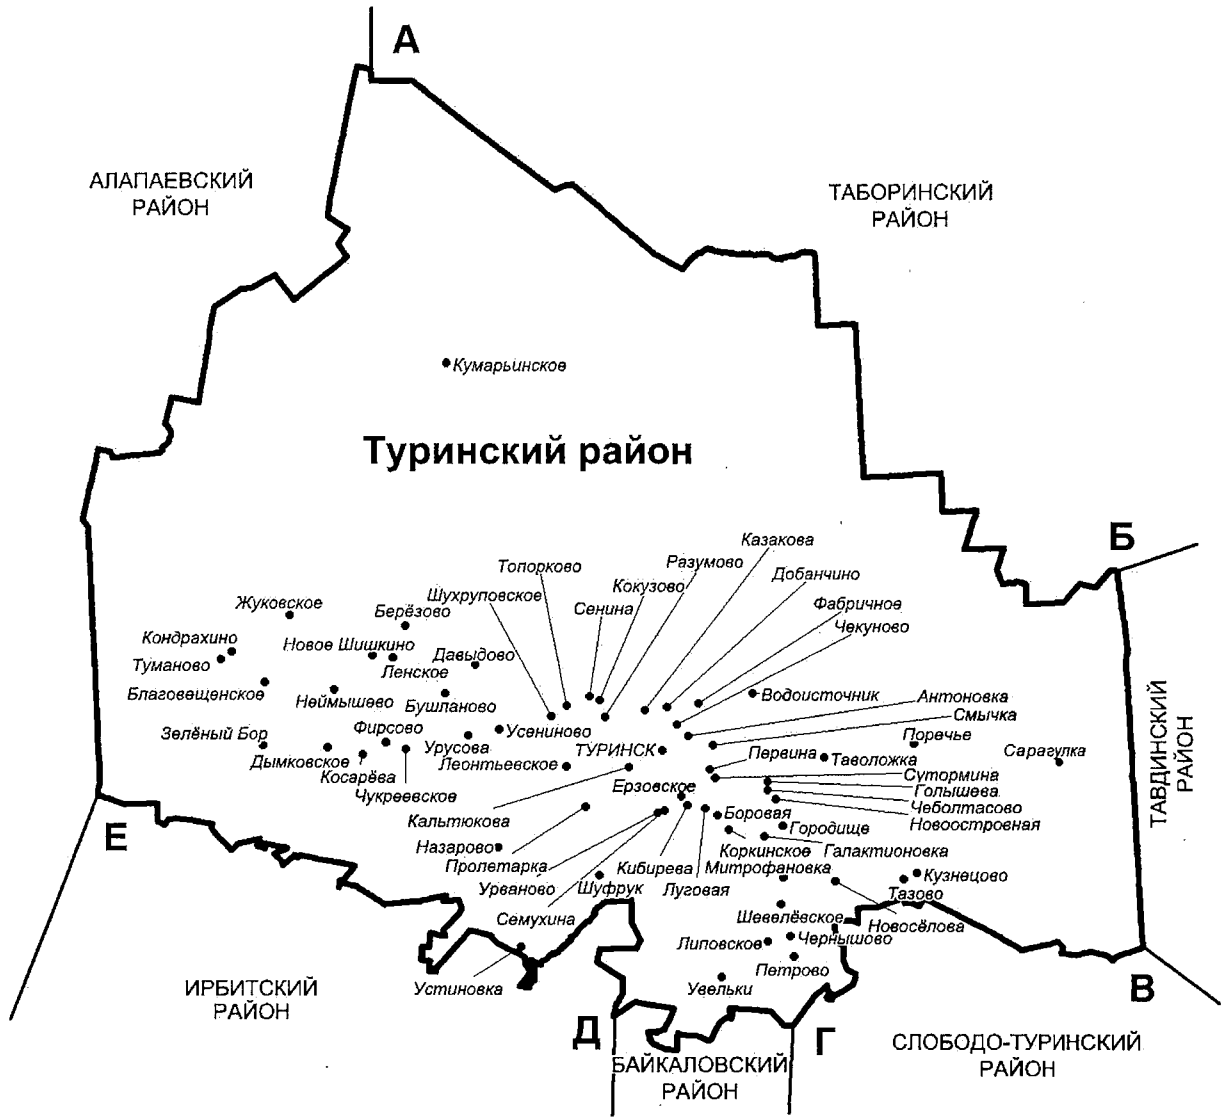 А
АЛАПАЕВСКИЙ
РАЙОН
ТАБОРИНСКИЙ
РАЙОН
Кумарьинское
Туринский район
Б
Казакова
Разумово
Топорково
Добанчино
Кокузово
Шухруповское
Сенина
Фабричное
Жуковское
Берёзово
Чекуново
Кондрахино
Новое Шишкино
Давыдово
Туманово
Ленское
Благовещенское
Неймышево
Бушланово
Водоисточник
Антоновка
Смычка
Зелёный Бор
Фирсово
Усениново
Поречье
Урусова
ТУРИНСК
Сарагулка
Дымковское
Леонтьевское
Первина
Таволожка
Косарёва
Сутормина
Чукреевское
Ерзовское
Голышева
Чеболтасово
Кальтюкова
Боровая
Новоостровная
Городище
Назарово
Коркинское
Галактионовка
Пролетарка
Кибирева
Митрофановка
Урваново
Шуфрук
Луговая
Кузнецово
Тазово
Семухина
Шевелёвское
Новосёлова
Липовское
Чернышово
Петрово
Устиновка
Увельки
ТАВДИНСКИЙ
РАЙОН
Е
В
ИРБИТСКИЙ
РАЙОН
Д
Г
БАЙКАЛОВСКИЙ
РАЙОН
СЛОБОДО-ТУРИНСКИЙ
РАЙОН